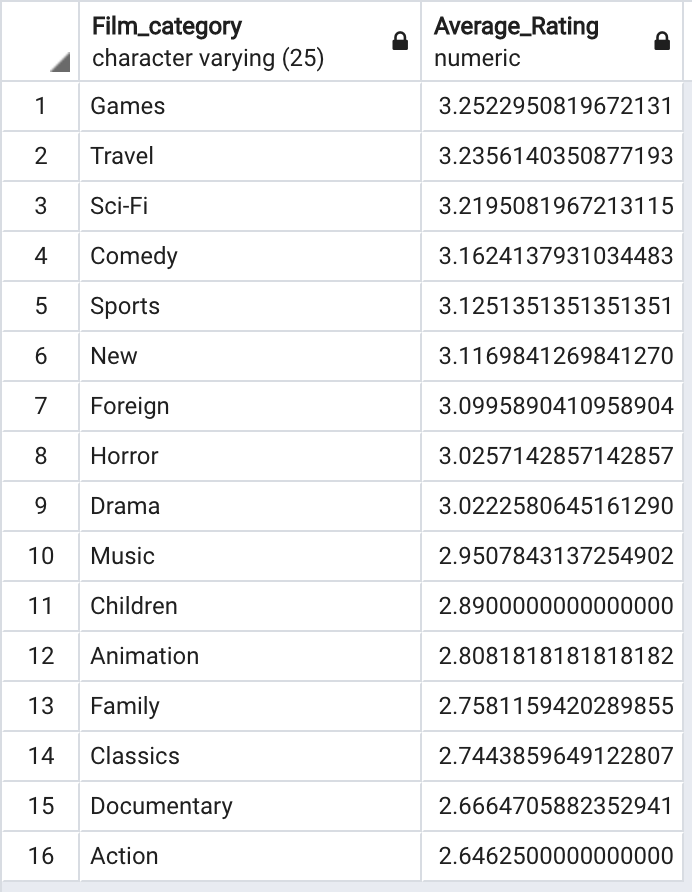 Film_category Average_Rating
character varying (25) numeric
1 Games 3.2522950819672131
2 Travel 3.2356140350877193
3 Sci-Fi 3.2195081967213115
4 Comedy 3.1624137931034483
5 Sports 3.1251351351351351
6 New 3.1169841269841270
7 Foreign 3.0995890410958904
8 Horror 3.0257142857142857
9 Drama 3.0222580645161290
10 Music 2.9507843137254902
11 Children 2.8900000000000000
12 Animation 2.8081818181818182
13 Family 2.7581159420289855
14 Classics 2.7443859649122807
15 Documentary 2.6664705882352941
16 Action 2.6462500000000000